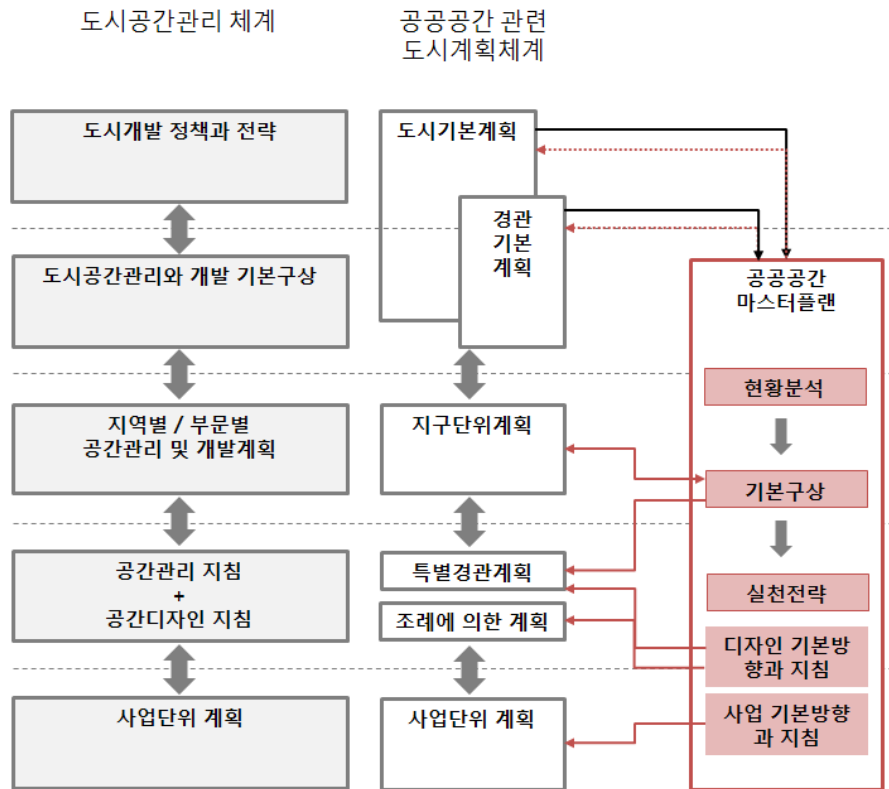 도시공간관리 체계
공공공간 관련
도시계획체계
도시개발 정책과 전략
도시공간관리와 개발 기본구상
지역별 / 부문별
공간관리 및 개발계획
공간관리 지침
+
공간디자인 지침
사업단위 계획
도시기본계획
경관
기본
계획
지구단위계획
특별경관계획
조례에 의한 계획
사업단위 계획
공공공간
마스터플랜
현황분석
기본구상
실천전략
디자인 기본방
향과 지침
사업 기본방향
과 지침